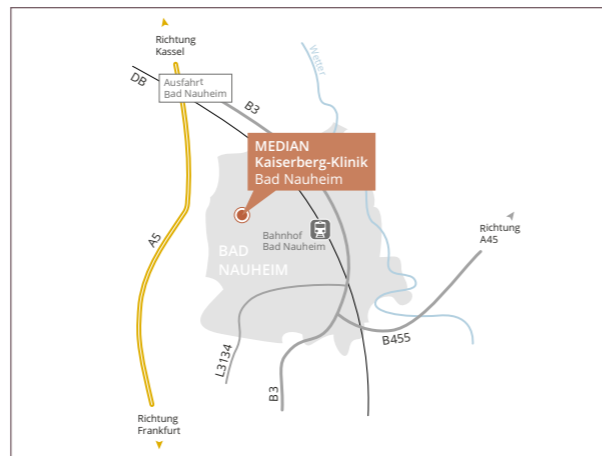 Richtung
Kassel
Wetter
DB
Ausfahrt
Bad Nauheim
B3
MEDIAN
Kaiserberg-Klinik
Bad Nauheim
Richtung
A45
Bahnhof
Bad Nauheim
A5
BAD
NAUHEIM
B455
L3134
B3
Richtung
Frankfurt